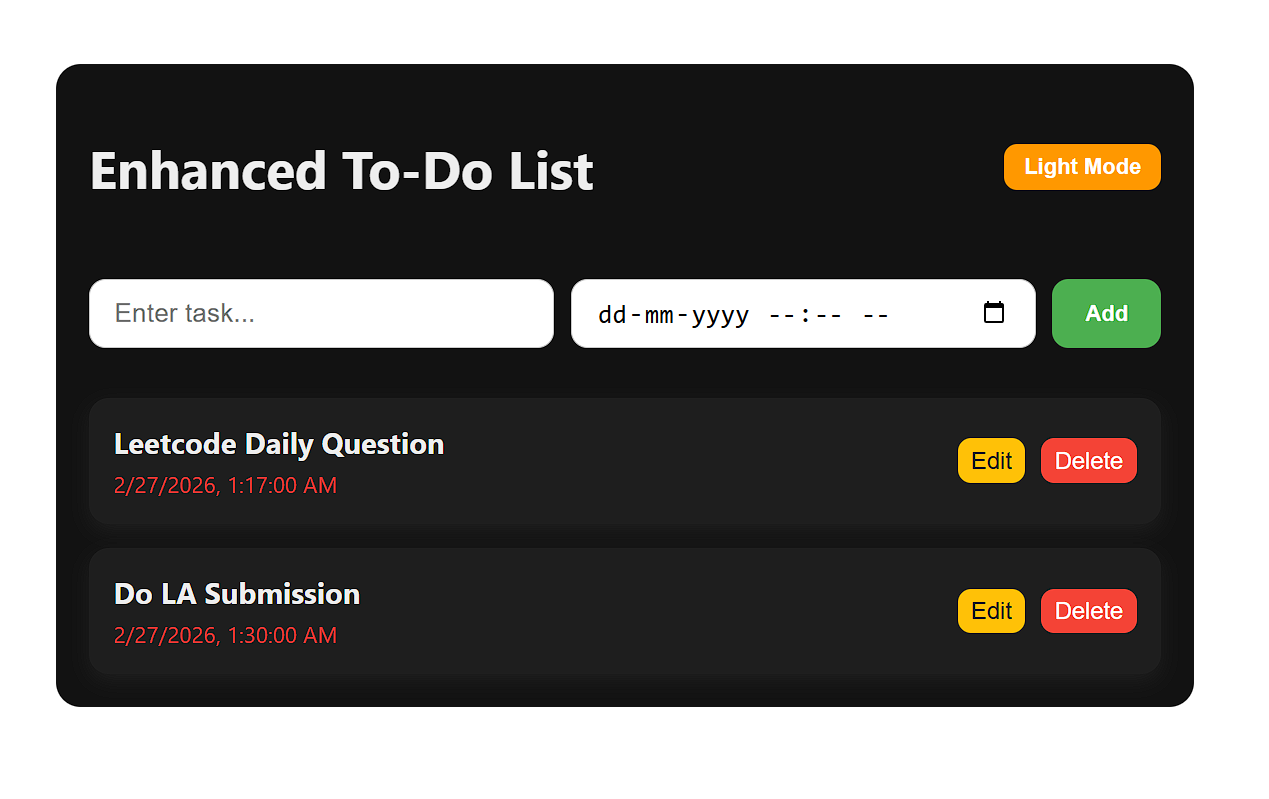 Enhanced To-Do List
Light Mode
Enter task...
dd-mm-yyyy --:-- --
Add
Leetcode Daily Question
2/27/2026, 1:17:00 AM
Edit
Delete
Do LA Submission
2/27/2026, 1:30:00 AM
Edit
Delete